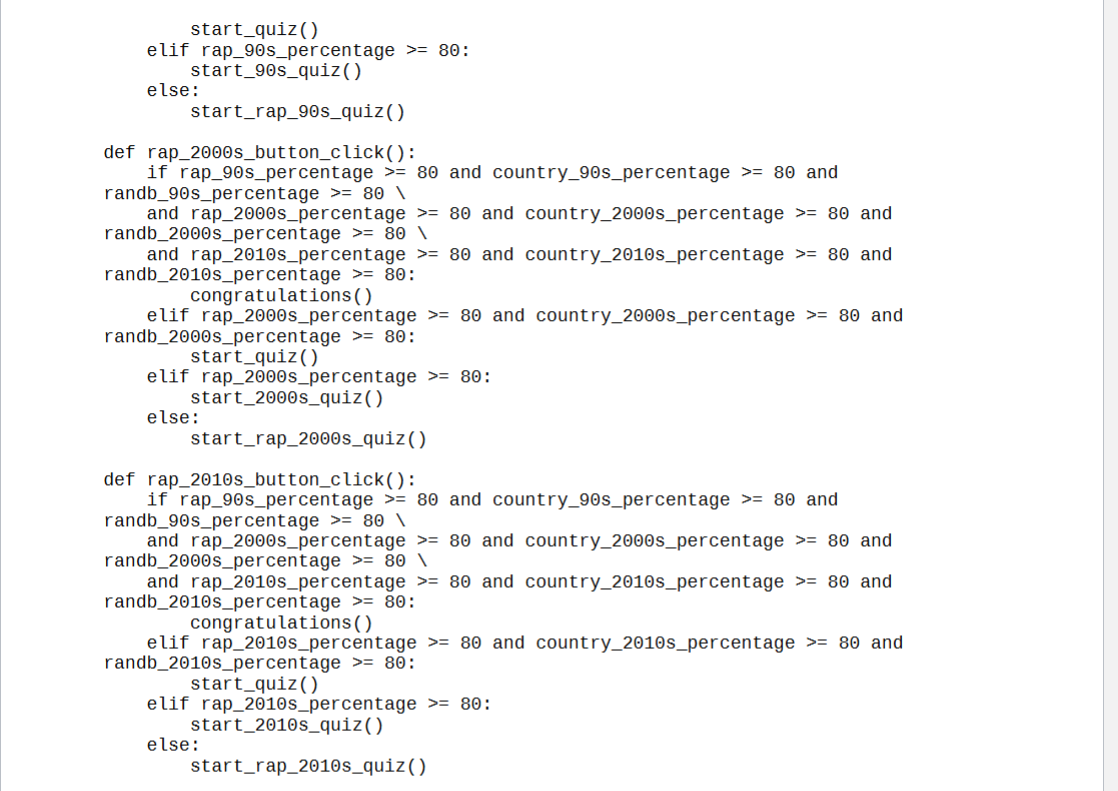 start_quiz()
    elif rap_90s_percentage >= 80:
        start_90s_quiz()
    else:
        start_rap_90s_quiz()

def rap_2000s_button_click():
    if rap_90s_percentage >= 80 and country_90s_percentage >= 80 and
randb_90s_percentage >= 80 \
    and rap_2000s_percentage >= 80 and country_2000s_percentage >= 80 and
randb_2000s_percentage >= 80 \
    and rap_2010s_percentage >= 80 and country_2010s_percentage >= 80 and
randb_2010s_percentage >= 80:
        congratulations()
    elif rap_2000s_percentage >= 80 and country_2000s_percentage >= 80 and
randb_2000s_percentage >= 80:
        start_quiz()
    elif rap_2000s_percentage >= 80:
        start_2000s_quiz()
    else:
        start_rap_2000s_quiz()

def rap_2010s_button_click():
    if rap_90s_percentage >= 80 and country_90s_percentage >= 80 and
randb_90s_percentage >= 80 \
    and rap_2000s_percentage >= 80 and country_2000s_percentage >= 80 and
randb_2000s_percentage >= 80 \
    and rap_2010s_percentage >= 80 and country_2010s_percentage >= 80 and
randb_2010s_percentage >= 80:
        congratulations()
    elif rap_2010s_percentage >= 80 and country_2010s_percentage >= 80 and
randb_2010s_percentage >= 80:
        start_quiz()
    elif rap_2010s_percentage >= 80:
        start_2010s_quiz()
    else:
        start_rap_2010s_quiz()